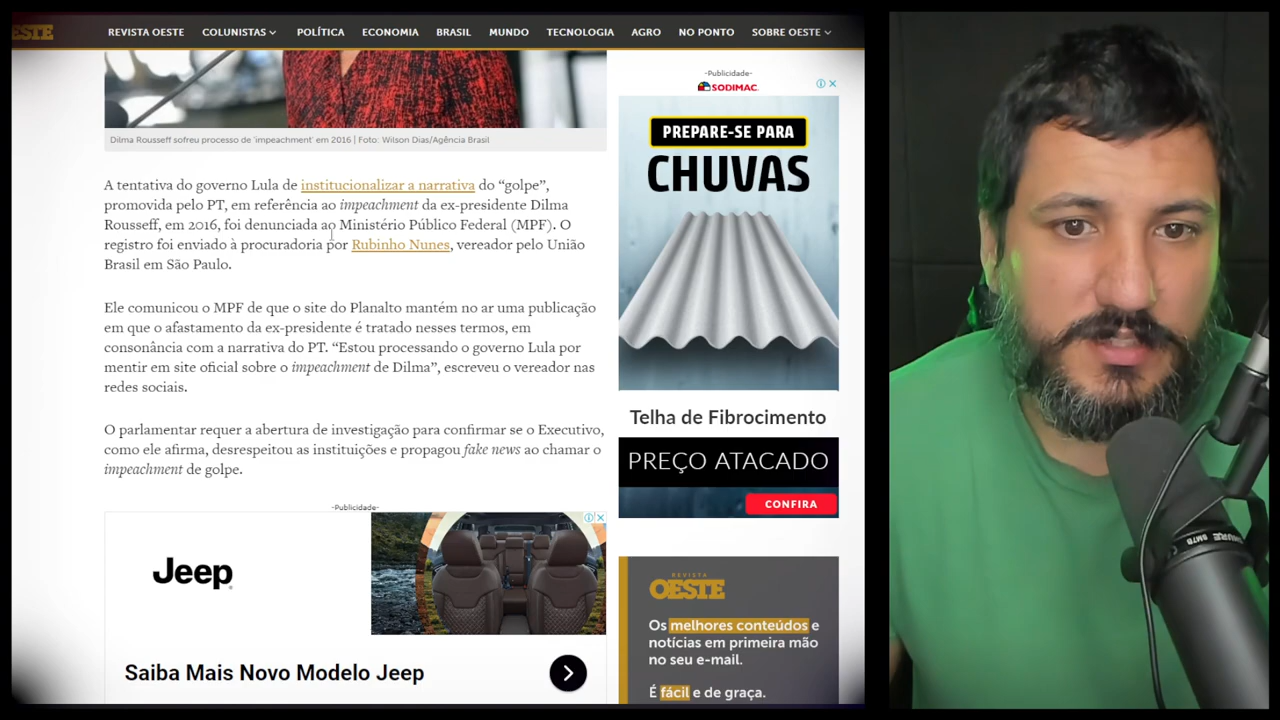 OESTE
REVISTA OESTE
COLUNISTAS
POLÍTICA
ECONOMIA
BRASIL
MUNDO
TECNOLOGIA
AGRO
NO PONTO
SOBRE OESTE
Dilma Rousseff sofreu processo de 'impeachment' em 2016 | Foto: Wilson Dias/Agência Brasil
A tentativa do governo Lula de institucionalizar a narrativa do “golpe”,
promovida pelo PT, em referência ao impeachment da ex-presidente Dilma
Rousseff, em 2016, foi denunciada ao Ministério Público Federal (MPF). O
registro foi enviado à procuradoria por Rubinho Nunes, vereador pelo União
Brasil em São Paulo.
Ele comunicou o MPF de que o site do Planalto mantém no ar uma publicação
em que o afastamento da ex-presidente é tratado nesses termos, em
consonância com a narrativa do PT. “Estou processando o governo Lula por
mentir em site oficial sobre o impeachment de Dilma”, escreveu o vereador nas
redes sociais.
O parlamentar requer a abertura de investigação para confirmar se o Executivo,
como ele afirma, desrespeitou as instituições e propagou fake news ao chamar o
impeachment de golpe.
-Publicidade-
Jeep
Saiba Mais Novo Modelo Jeep
-Publicidade-
SODIMAC
PREPARE-SE PARA
CHUVAS
Telha de Fibrocimento
PREÇO ATACADO
CONFIRA
REVISTA
OESTE
Os melhores conteúdos e
notícias em primeira mão
no seu e-mail.
É fácil e de graça.
SHURE SM7B